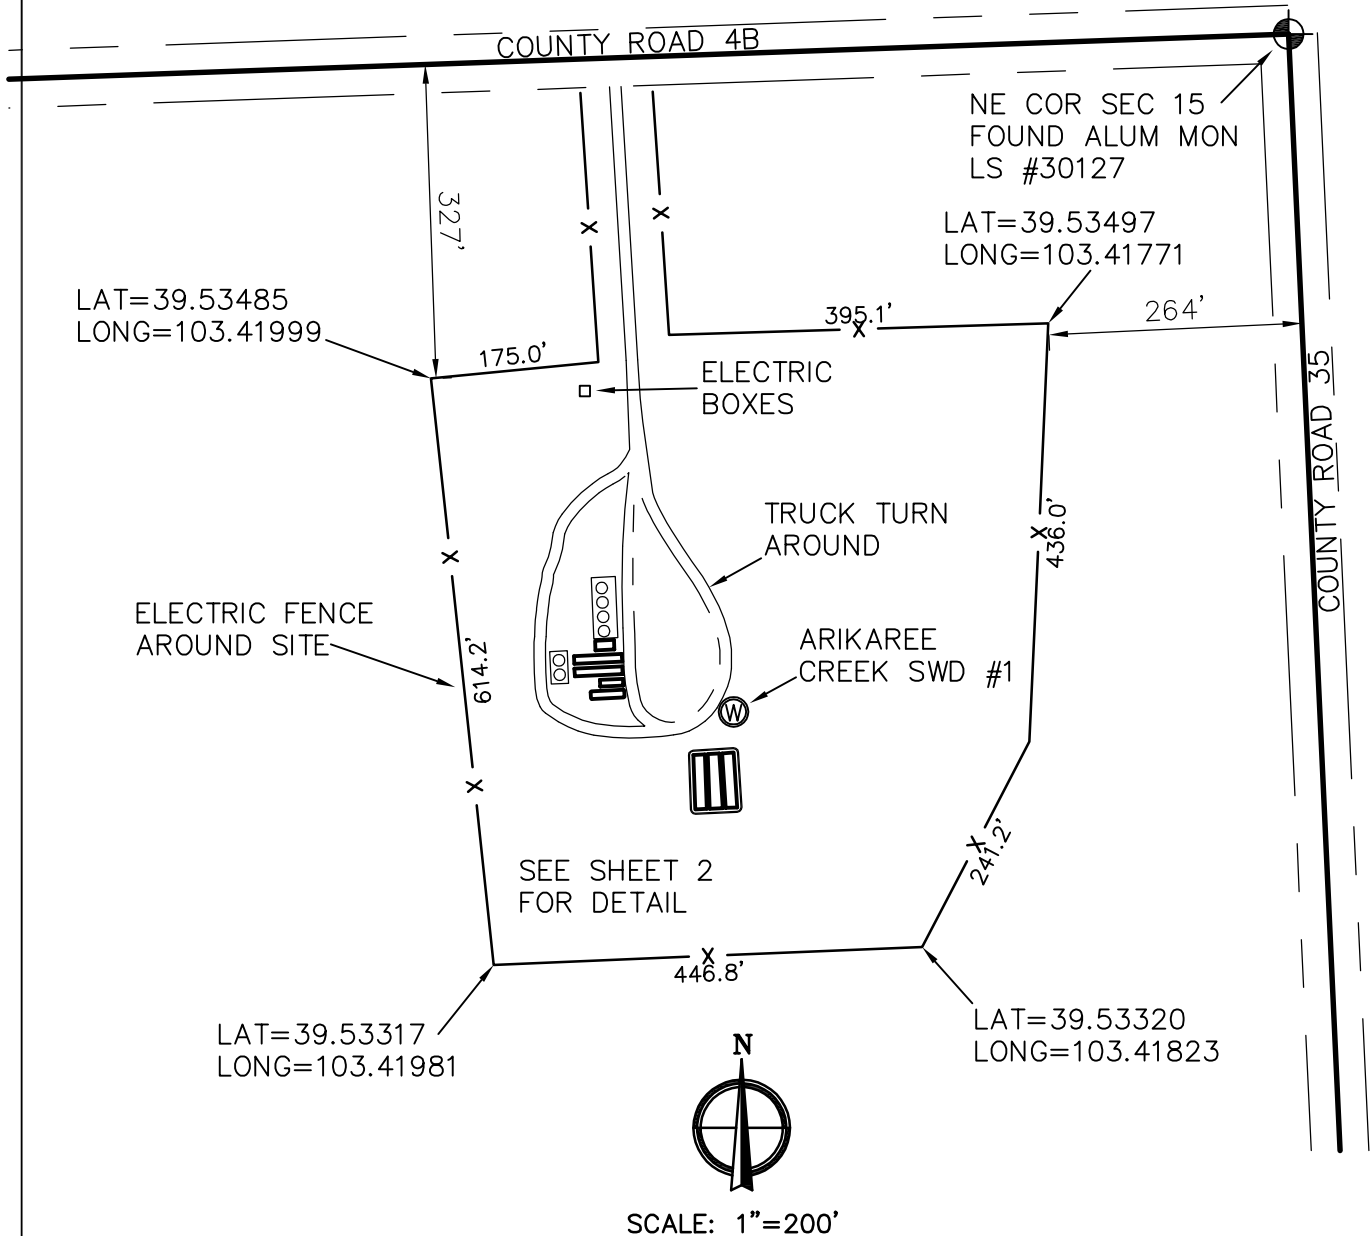 COUNTY ROAD 4B
NE COR SEC 15
FOUND ALUM MON
LS #30127
327'
LAT=39.53497
LONG=103.41771
LAT=39.53485
LONG=103.41999
395.1'
264'
175.0'
ELECTRIC
BOXES
COUNTY ROAD 35
X
X
X
TRUCK TURN
AROUND
X
436.0'
X
ELECTRIC FENCE
AROUND SITE
614.2'
ARIKAREE
CREEK SWD #1
W
X
X
241.2'
SEE SHEET 2
FOR DETAIL
X
446.8'
LAT=39.53317
LONG=103.41981
LAT=39.53320
LONG=103.41823
N
SCALE: 1"=200'